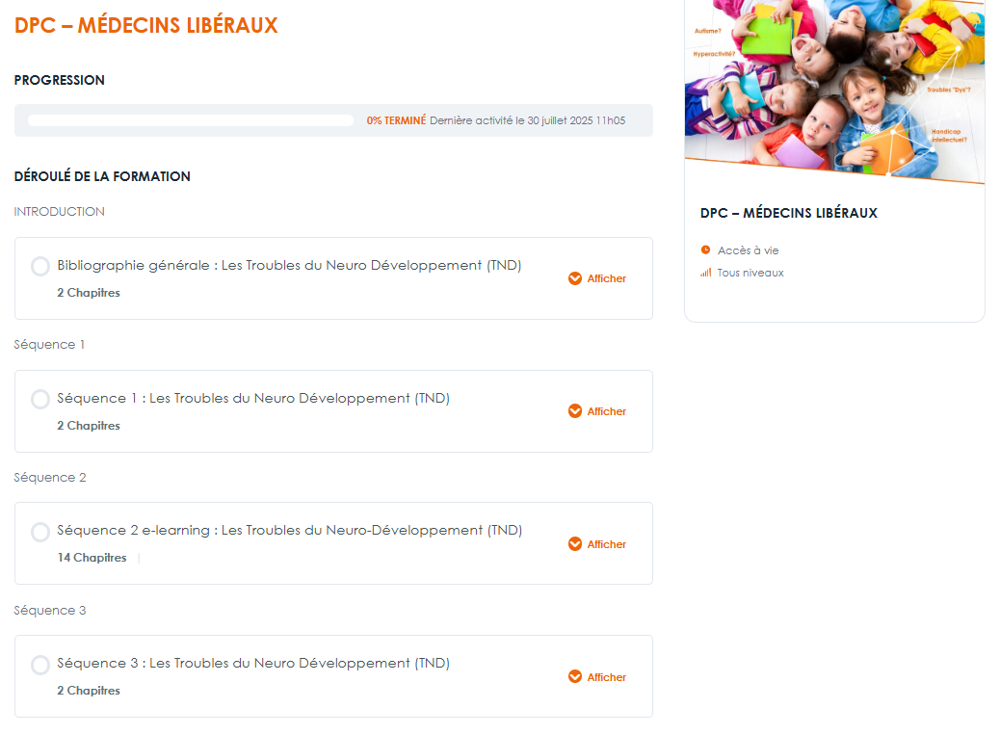 DPC – MÉDECINS LIBÉRAUX
PROGRESSION
0% TERMINÉ Dernière activité le 30 juillet 2025 11h05
DÉROULÉ DE LA FORMATION
INTRODUCTION
Bibliographie générale : Les Troubles du Neuro Développement (TND)
2 Chapitres
Afficher
Séquence 1
Séquence 1 : Les Troubles du Neuro Développement (TND)
2 Chapitres
Afficher
Séquence 2
Séquence 2 e-learning : Les Troubles du Neuro-Développement (TND)
14 Chapitres
Afficher
Séquence 3
Séquence 3 : Les Troubles du Neuro Développement (TND)
2 Chapitres
Afficher
Autisme?
Hyperactivité?
Troubles "Dys"?
Handicap
intellectuel?
DPC – MÉDECINS LIBÉRAUX
Accès à vie
Tous niveaux